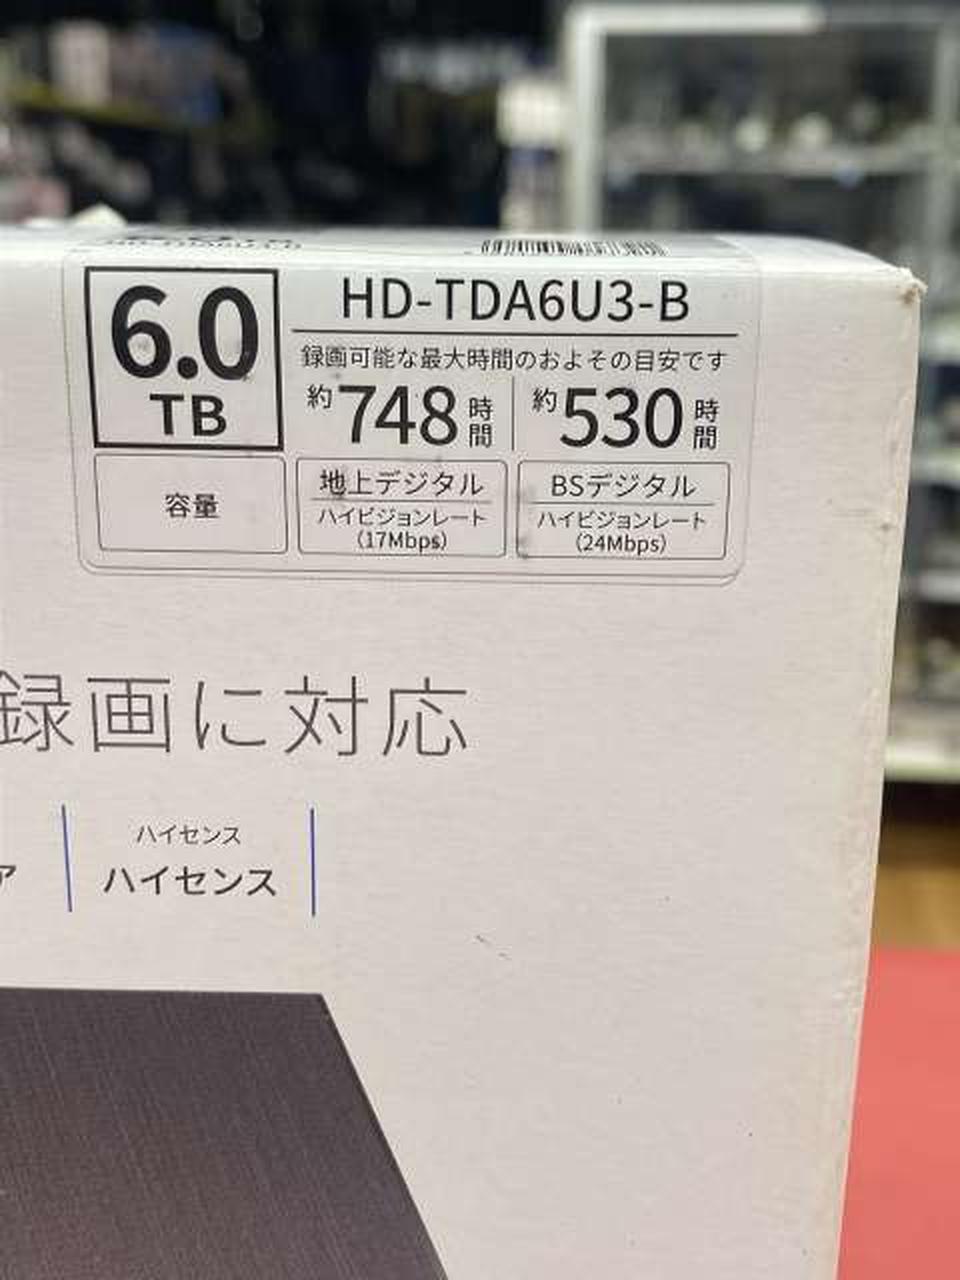 6.0
TB
容量
HD-TDA6U3-B
録画可能な最大時間のおよその目安です
約748時間
約530時間
地上デジタル
ハイビジョンレート
(17Mbps)
BSデジタル
ハイビジョンレート
(24Mbps)
録画に対応
ア
ハイセンス
ハイセンス